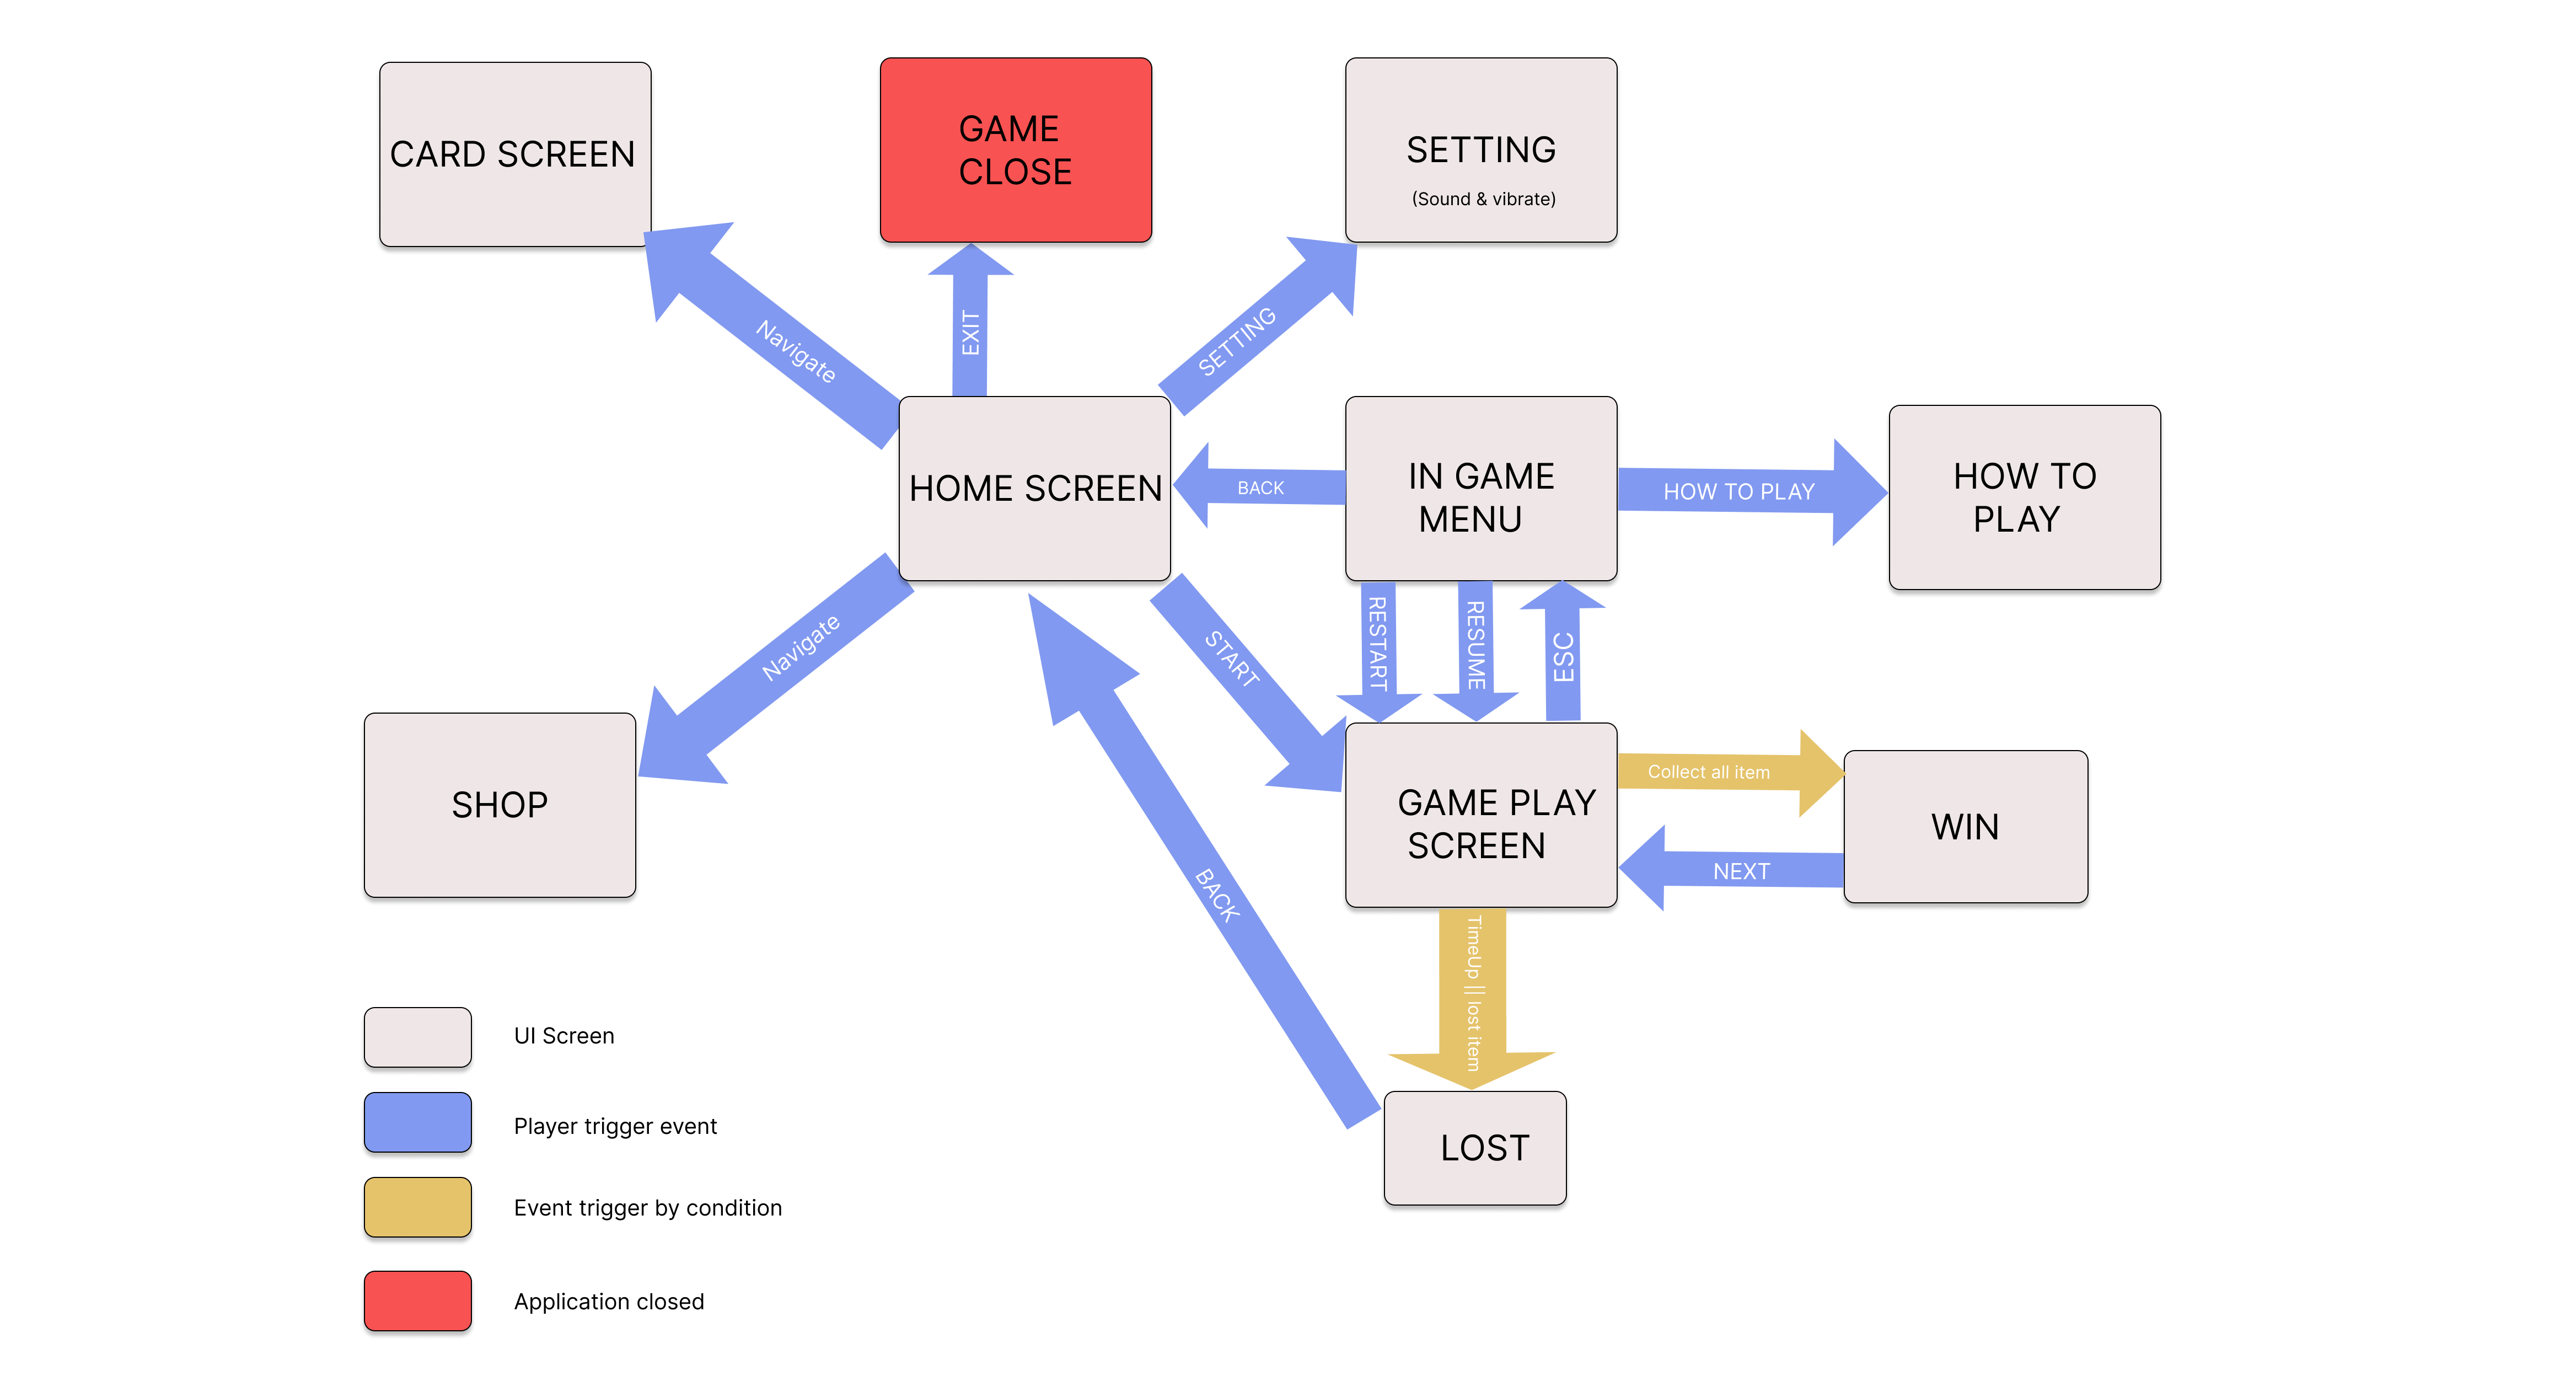 CARD SCREEN
GAME
CLOSE
SETTING
(Sound & vibrate)
Navigate
EXIT
SETTING
HOME SCREEN
BACK
IN GAME
MENU
HOW TO PLAY
HOW TO
PLAY
Navigate
START
RESTART
RESUME
ESC
SHOP
GAME PLAY
SCREEN
Collect all item
WIN
NEXT
BACK
TimeUp || lost item
LOST
UI Screen
Player trigger event
Event trigger by condition
Application closed